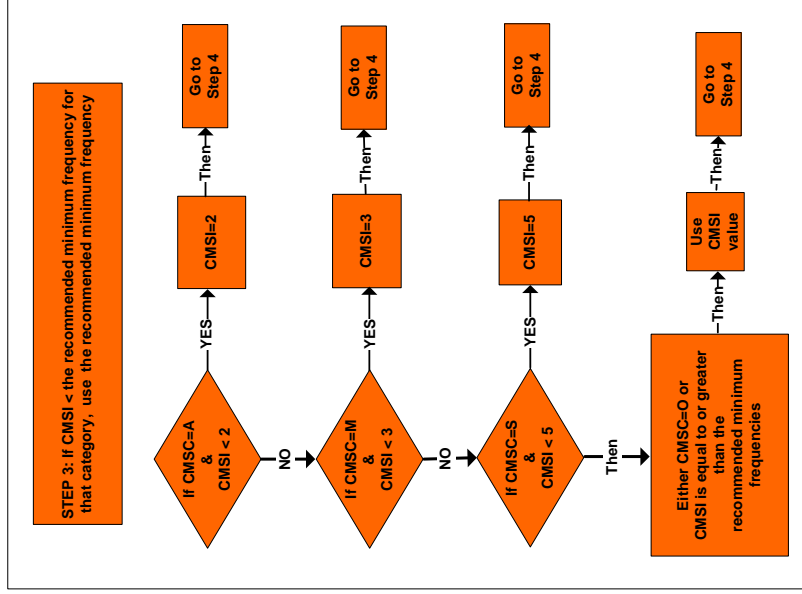 STEP 3: If CMSI < the recommended minimum frequency for
that category, use the recommended minimum frequency
If CMSC=A
&
CMSI < 2
YES
CMSI=2
Then
Go to
Step 4
NO
If CMSC=M
&
CMSI < 3
YES
CMSI=3
Then
Go to
Step 4
NO
If CMSC=S
&
CMSI < 5
YES
CMSI=5
Then
Go to
Step 4
Then
Either CMSC=O or
CMSI is equal to or greater
than the
recommended minimum
frequencies
Then
Use
CMSI
value
Then
Go to
Step 4